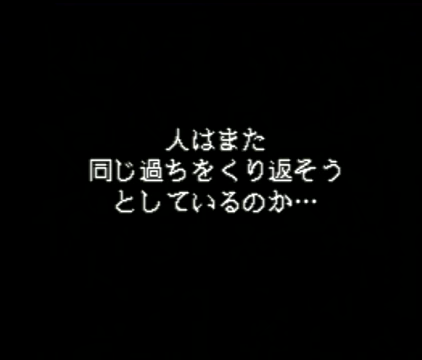 人はまた
同じ過ちをくり返そう
としているのか…